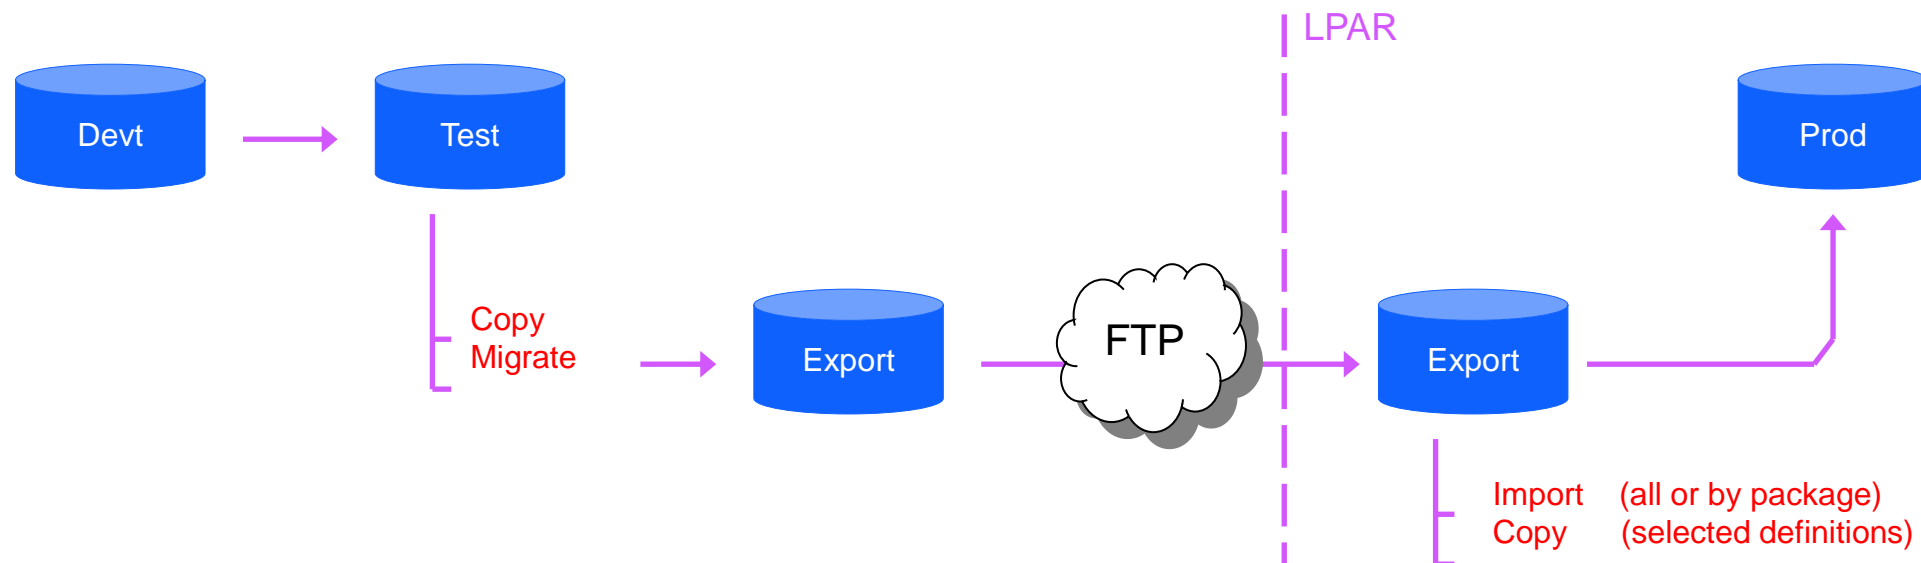 LPAR
Devt
Test
Prod
Copy
Migrate
Export
FTP
Export
Import (all or by package)
Copy (selected definitions)